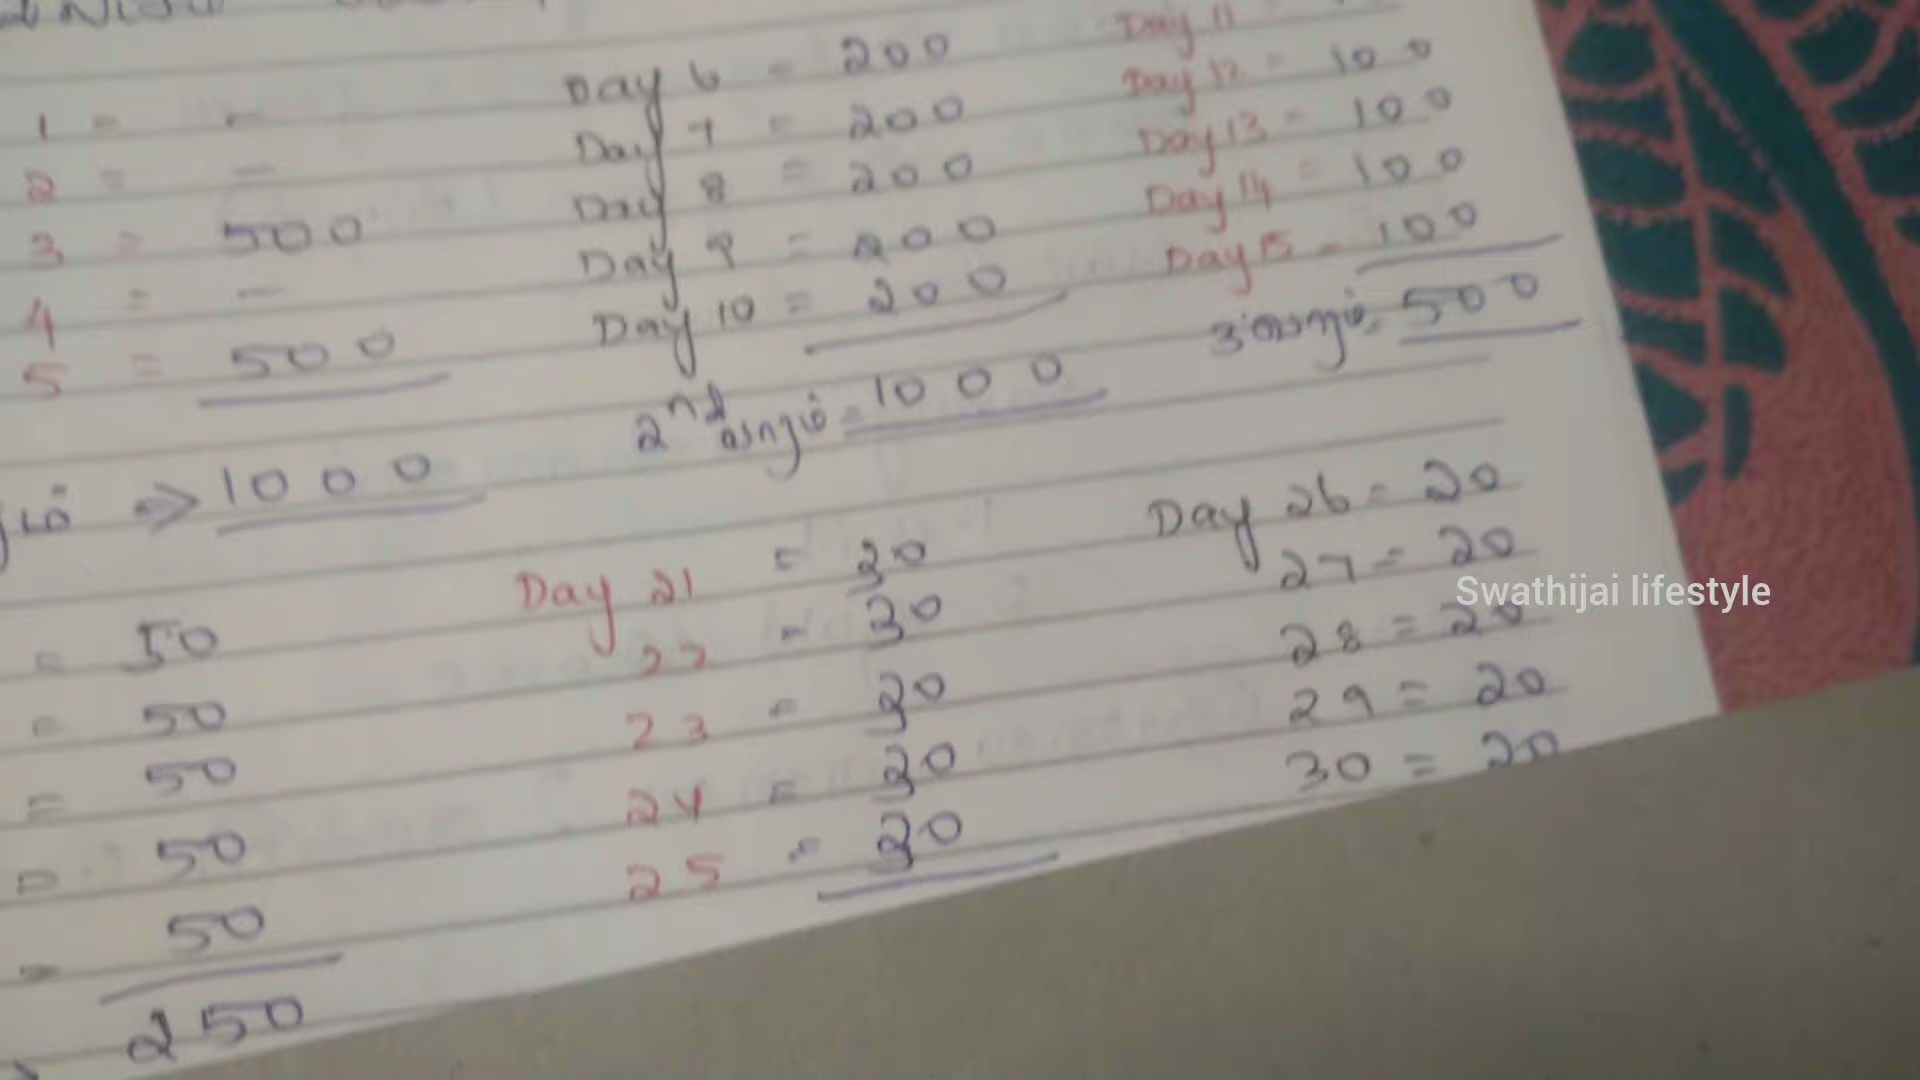 1 = -
2 = -
3 = 500
4 = -
5 = 500
⇒ 1000
Day 6 = 200
Day 7 = 200
Day 8 = 200
Day 9 = 200
Day 10 = 200
2nd வாரம் = 1000
Day 11
Day 12 = 100
Day 13 = 100
Day 14 = 100
Day 15 = 100
3 வாரம் = 500
= 50
= 50
= 50
= 50
= 50
250
Day 21 = 20
22 = 20
23 = 20
24 = 20
25 = 20
Day 26 = 20
27 = 20
28 = 20
29 = 20
30 = 20
Swathijai lifestyle